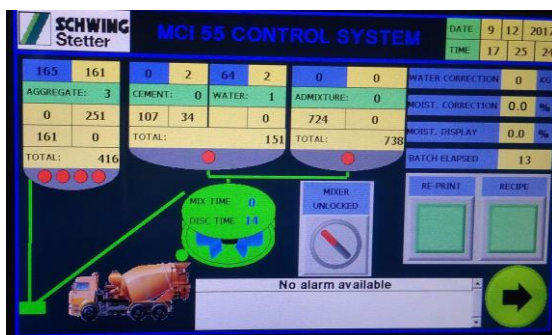 SCHWING
Stetter
MCI 55 CONTROL SYSTEM
DATE 9 12 2017
TIME 17 25 24
165 161
AGGREGATE: 3
0 251
161 0
TOTAL: 416
0 2 64 2
CEMENT: 0 WATER: 1
107 34 0
TOTAL: 151
0 0
ADMIXTURE: 0
724 0
TOTAL: 738
WATER CORRECTION 0 KG
MOIST. CORRECTION 0.0 %
MOIST. DISPLAY 0.0 %
BATCH ELAPSED 13
MIX TIME 0
DISC TIME 14
MIXER
UNLOCKED
RE-PRINT RECIPE
No alarm available